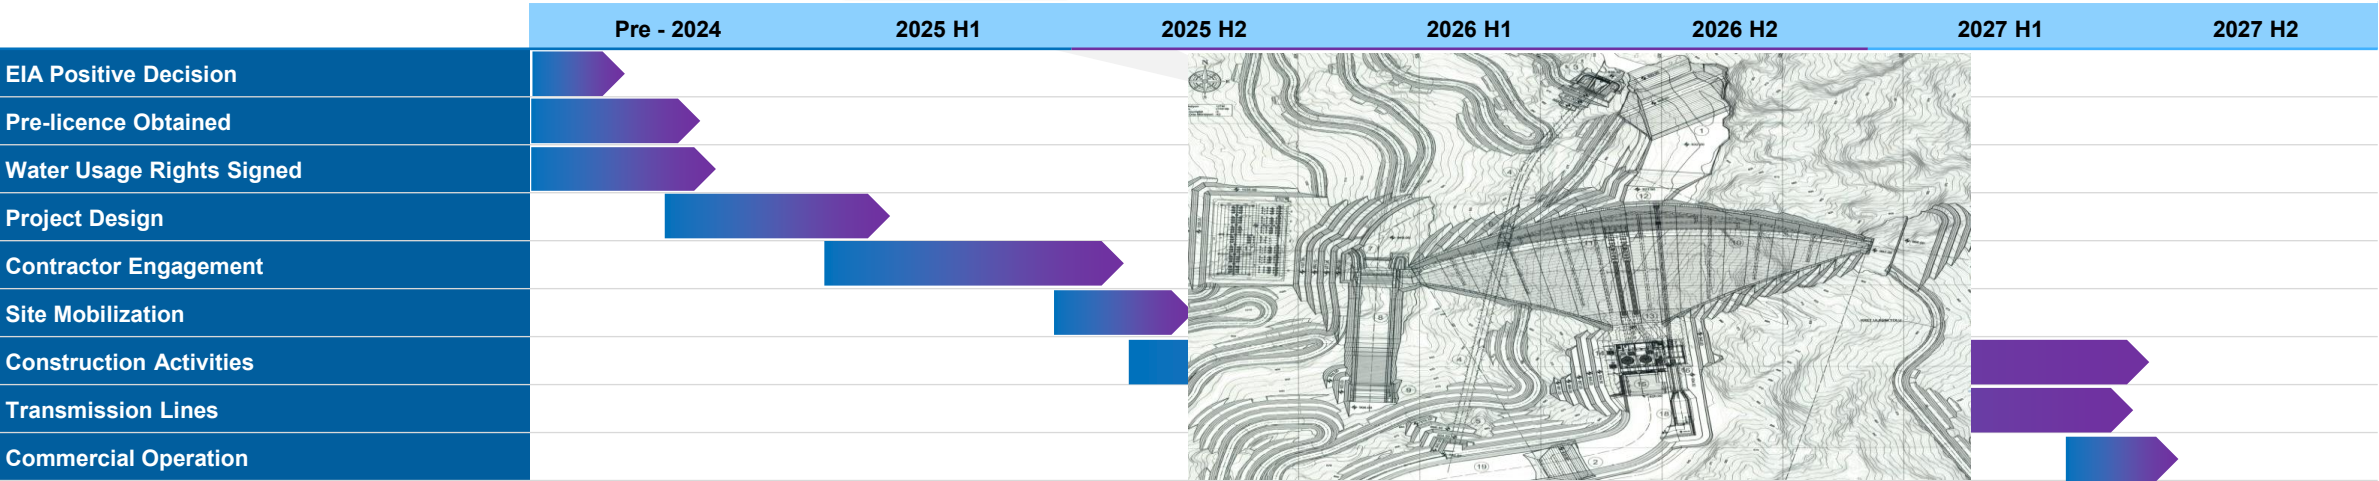 Pre - 2024 2025 H1 2025 H2 2026 H1 2026 H2 2027 H1 2027 H2
EIA Positive Decision
Pre-licence Obtained
Water Usage Rights Signed
Project Design
Contractor Engagement
Site Mobilization
Construction Activities
Transmission Lines
Commercial Operation